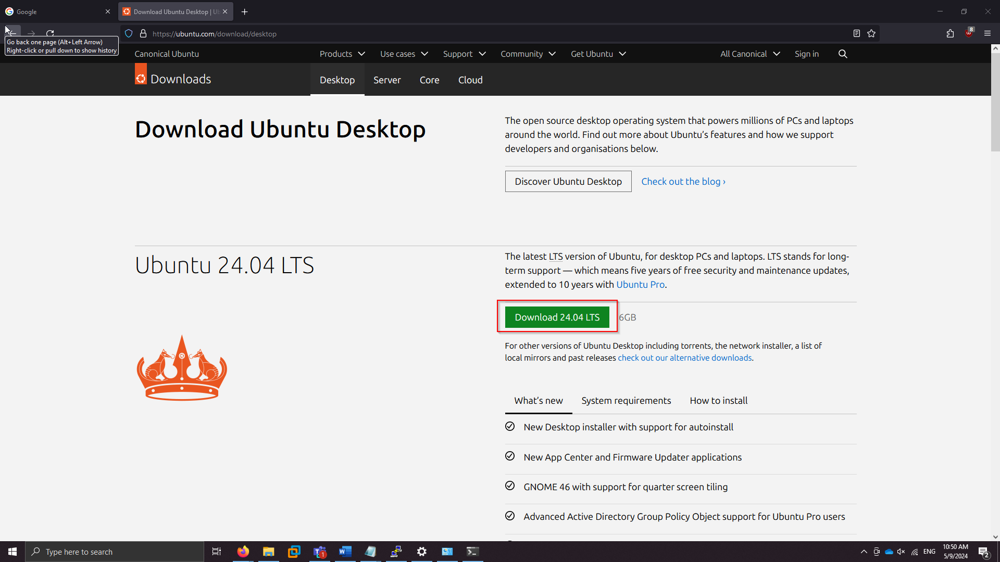 Google
Download Ubuntu Desktop | Ub
https://ubuntu.com/download/desktop
8
Go back one page (Alt+Left Arrow)
Right-click or pull down to show history
Canonical Ubuntu
Products
Use cases
Support
Community
Get Ubuntu
All Canonical
Sign in
Downloads
Desktop
Server
Core
Cloud
Download Ubuntu Desktop
The open source desktop operating system that powers millions of PCs and laptops
around the world. Find out more about Ubuntu’s features and how we support
developers and organisations below.
Discover Ubuntu Desktop
Check out the blog ›
Ubuntu 24.04 LTS
The latest LTS version of Ubuntu, for desktop PCs and laptops. LTS stands for long-
term support — which means five years of free security and maintenance updates,
extended to 10 years with Ubuntu Pro.
Download 24.04 LTS
6GB
For other versions of Ubuntu Desktop including torrents, the network installer, a list of
local mirrors and past releases check out our alternative downloads.
What’s new
System requirements
How to install
New Desktop installer with support for autoinstall
New App Center and Firmware Updater applications
GNOME 46 with support for quarter screen tiling
Advanced Active Directory Group Policy Object support for Ubuntu Pro users
Type here to search
1
ENG
10:50 AM
5/9/2024
2